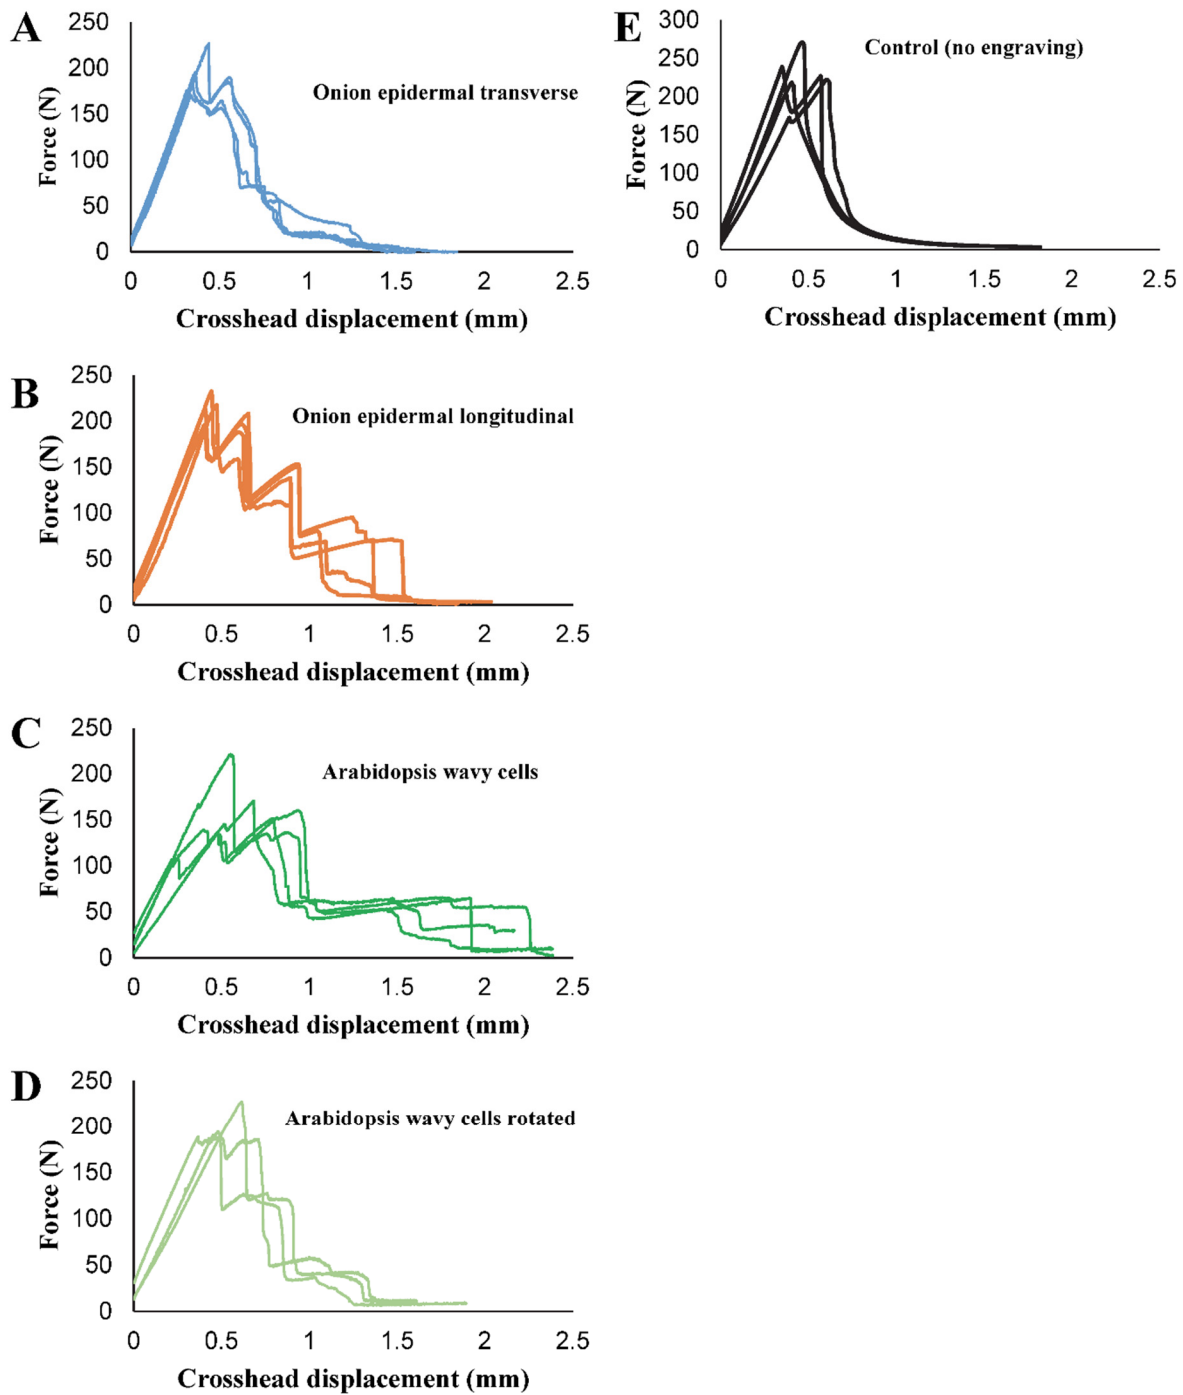 A
Onion epidermal transverse
Force (N)
250
200
150
100
50
0
0 0.5 1 1.5 2 2.5
Crosshead displacement (mm)
E
Control (no engraving)
Force (N)
300
250
200
150
100
50
0
0 0.5 1 1.5 2 2.5
Crosshead displacement (mm)
B
Onion epidermal longitudinal
Force (N)
250
200
150
100
50
0
0 0.5 1 1.5 2 2.5
Crosshead displacement (mm)
C
Arabidopsis wavy cells
Force (N)
250
200
150
100
50
0
0 0.5 1 1.5 2 2.5
Crosshead displacement (mm)
D
Arabidopsis wavy cells rotated
Force (N)
250
200
150
100
50
0
0 0.5 1 1.5 2 2.5
Crosshead displacement (mm)